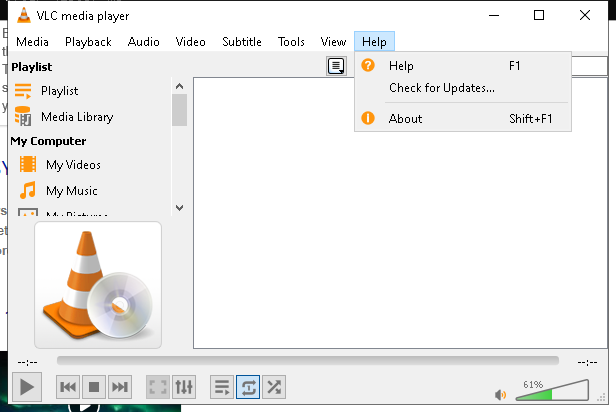 VLC media player
Media Playback Audio Video Subtitle Tools View Help
Playlist
Playlist
Media Library
My Computer
My Videos
My Music
My Pictures
Help F1
Check for Updates...
About Shift+F1
--:-- --:--
61%